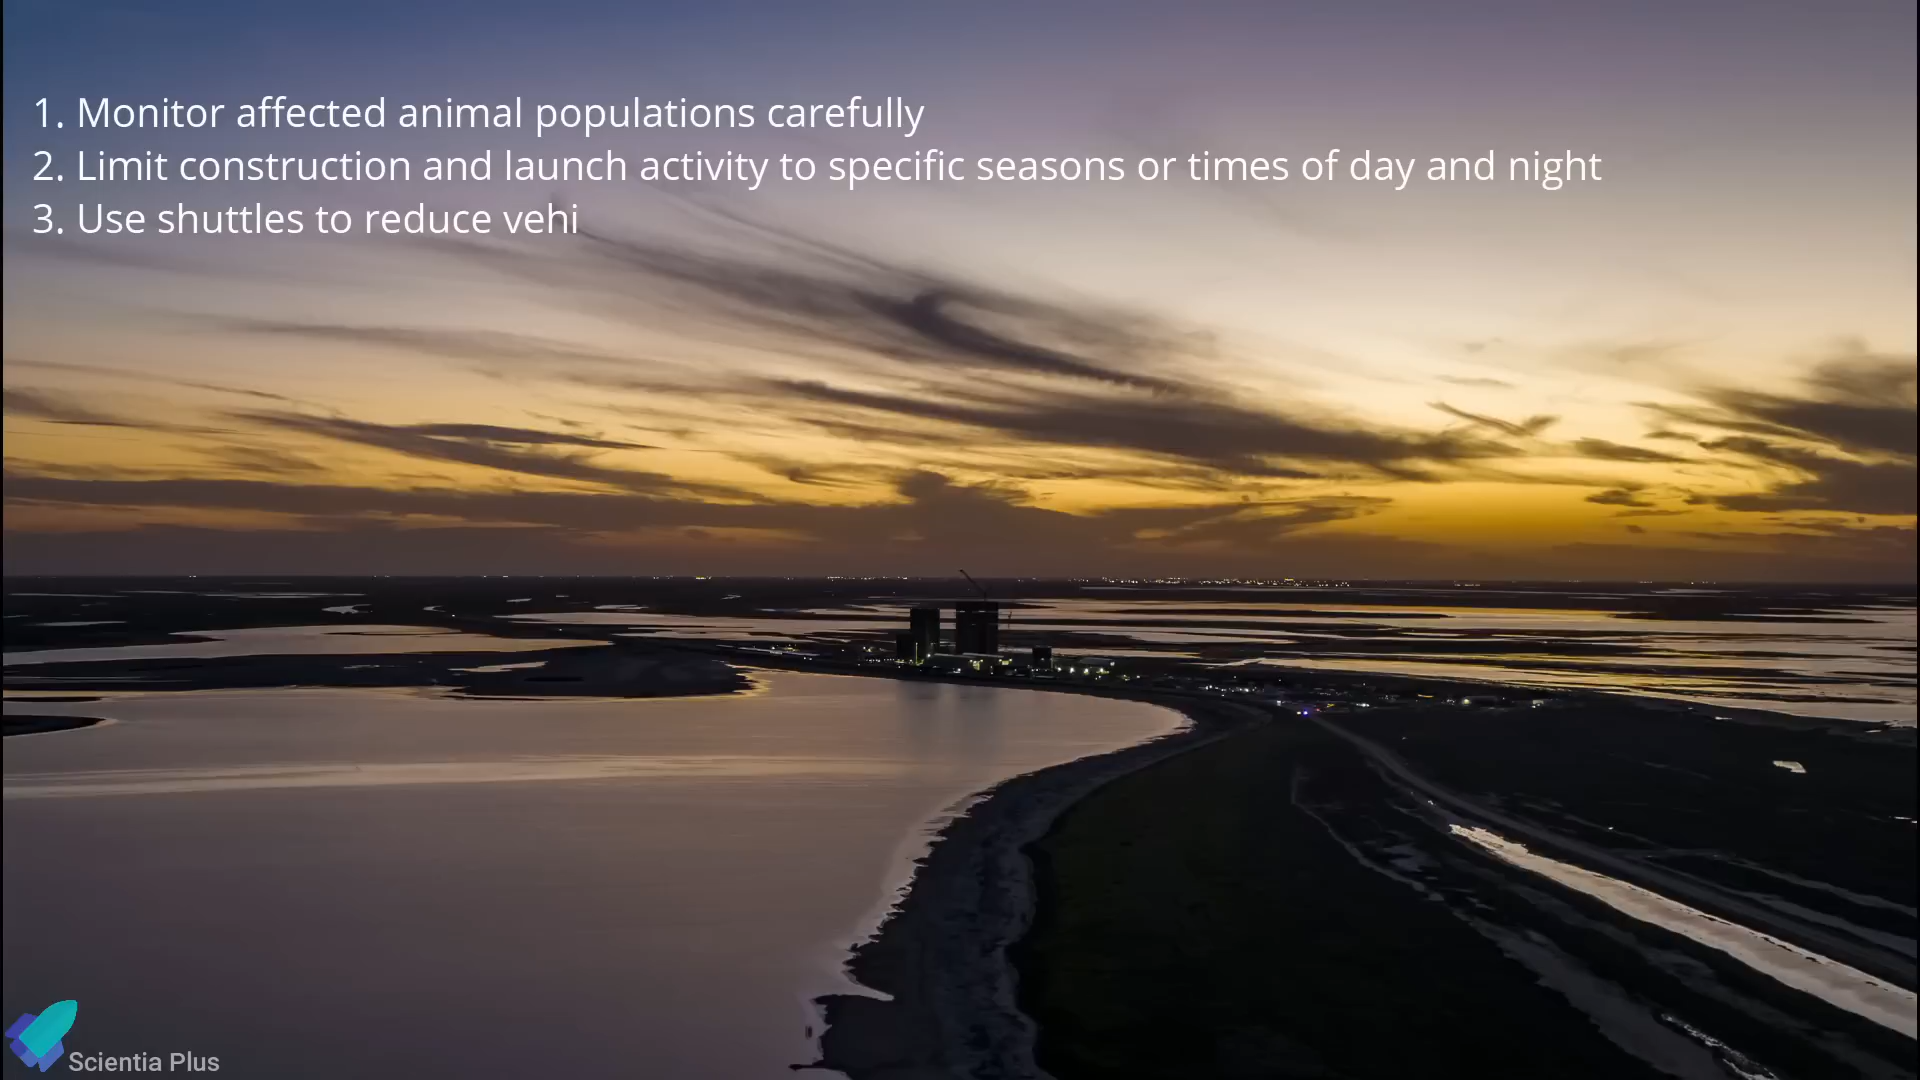 1. Monitor affected animal populations carefully
2. Limit construction and launch activity to specific seasons or times of day and night
3. Use shuttles to reduce vehi
Scientia Plus